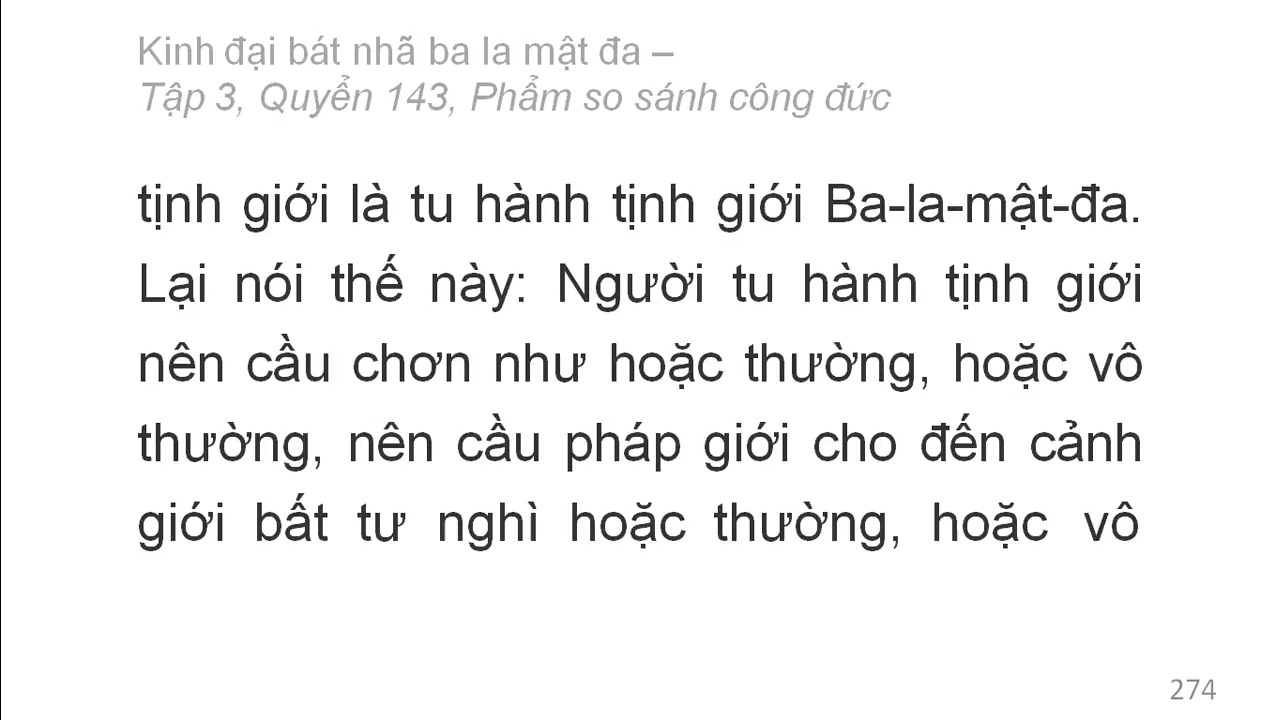 Kinh đại bát nhã ba la mật đa –
Tập 3, Quyển 143, Phẩm so sánh công đức
tịnh giới là tu hành tịnh giới Ba-la-mật-đa.
Lại nói thế này: Người tu hành tịnh giới
nên cầu chơn như hoặc thường, hoặc vô
thường, nên cầu pháp giới cho đến cảnh
giới bất tư nghì hoặc thường, hoặc vô
274